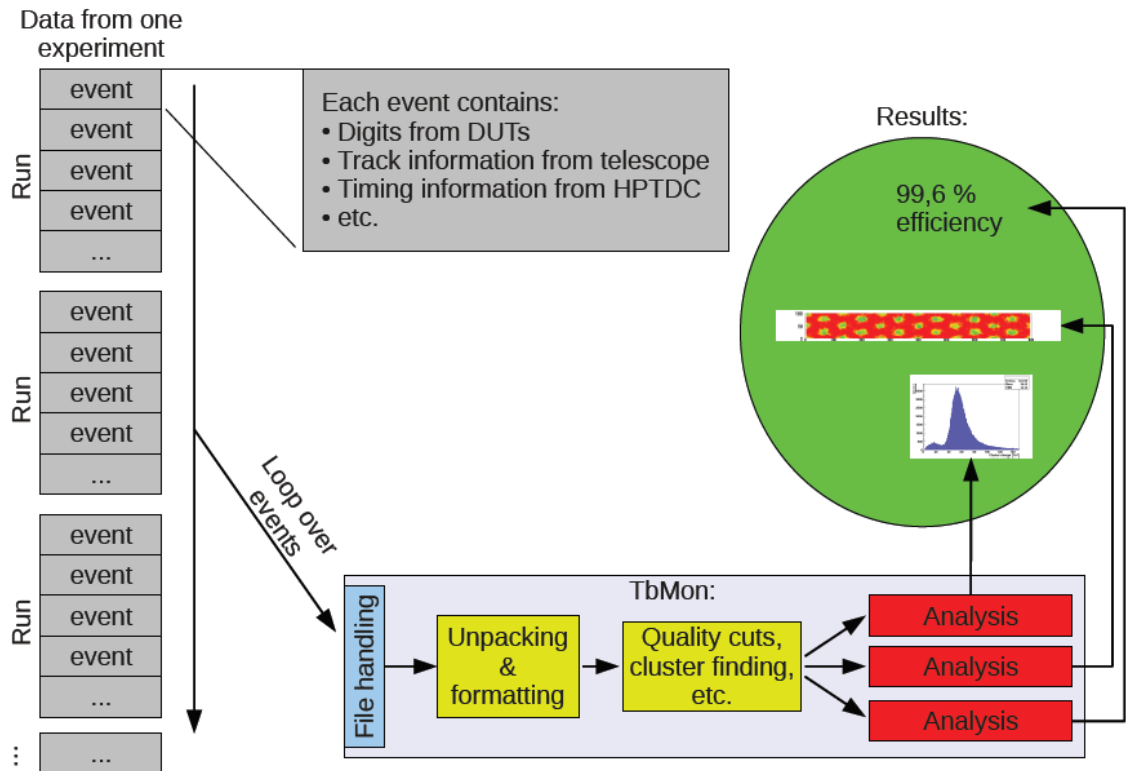 Data from one
experiment
event
event
event
event
...
Run
event
event
event
event
...
Run
event
event
event
event
...
Run
...
...
Each event contains:
• Digits from DUTs
• Track information from telescope
• Timing information from HPTDC
• etc.
Loop over
events
Results:
99,6 %
efficiency
TbMon:
File handling
Unpacking
&
formatting
Quality cuts,
cluster finding,
etc.
Analysis
Analysis
Analysis